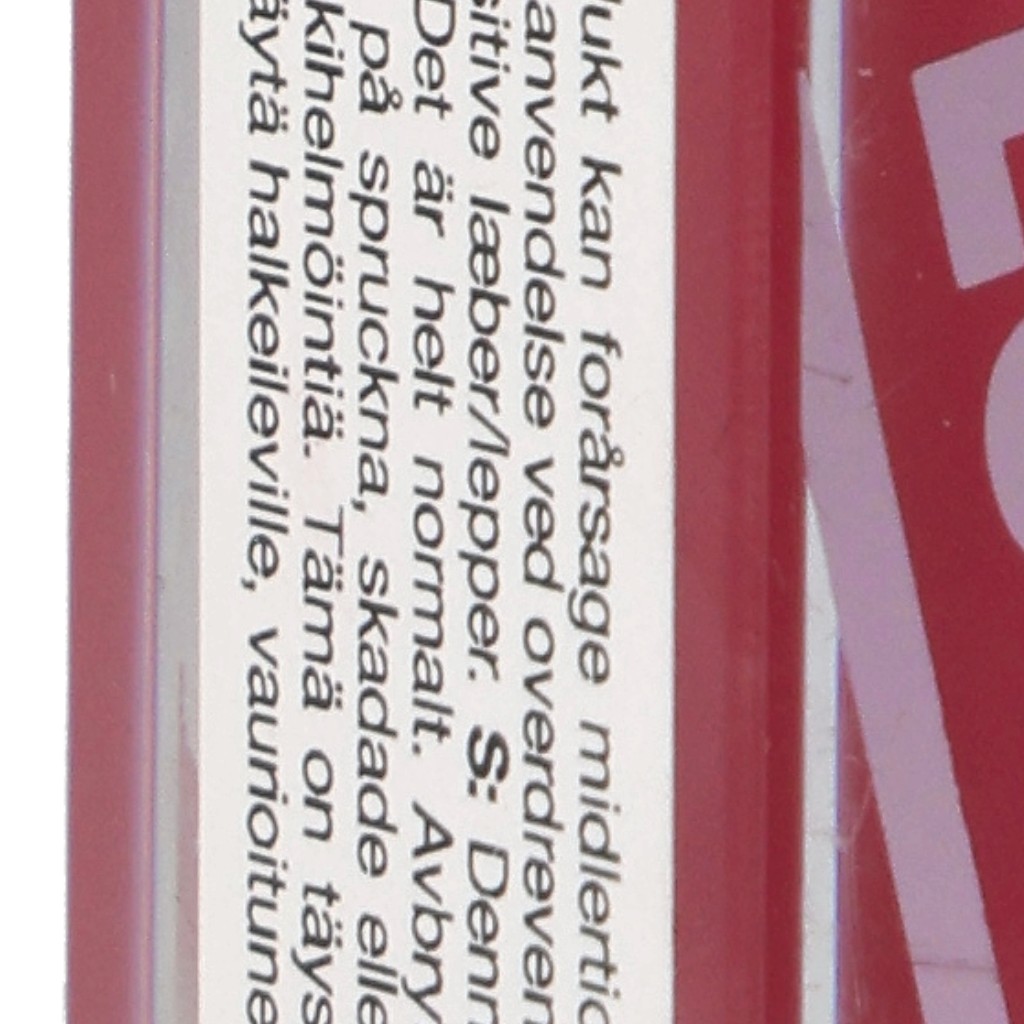 dukt kan forårsage midlertid
anvendelse ved overdreven
sitive læber/lepper. S: Denn
Det är helt normalt. Avbry
på spruckna, skadade elle
kihelmöintiä. Tämä on täys
äytä halkeileville, vaurioitune